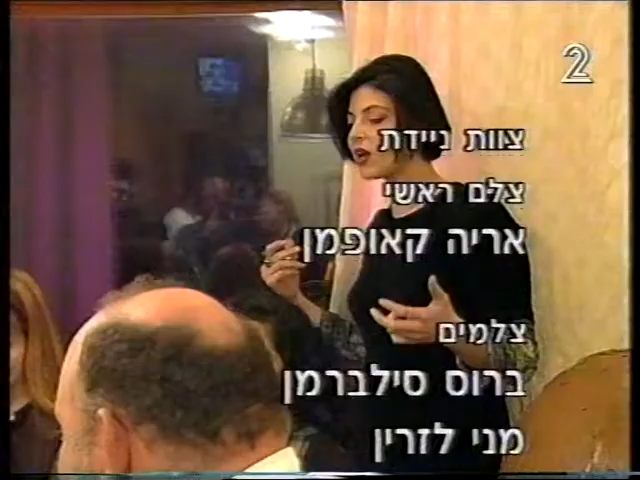 2
צוות ניידת
צלם ראשי
אריה קאופמן
צלמים
ברוס סילברמן
מני לזרין